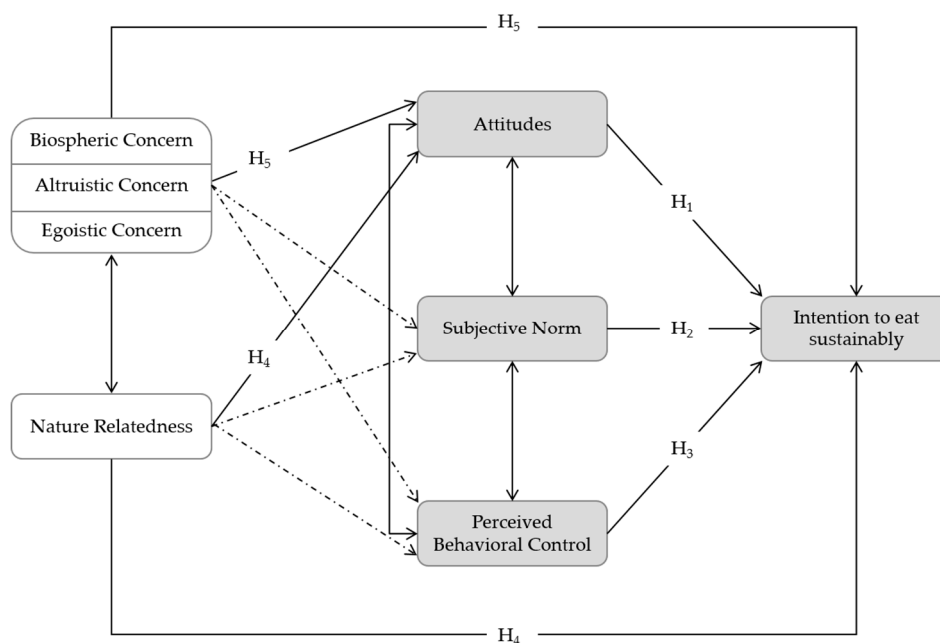 H₅
Biospheric Concern
Altruistic Concern
Egoistic Concern
Nature Relatedness
H₅
H₄
Attitudes
Subjective Norm
Perceived
Behavioral Control
H₁
H₂
H₃
Intention to eat
sustainably
H₄